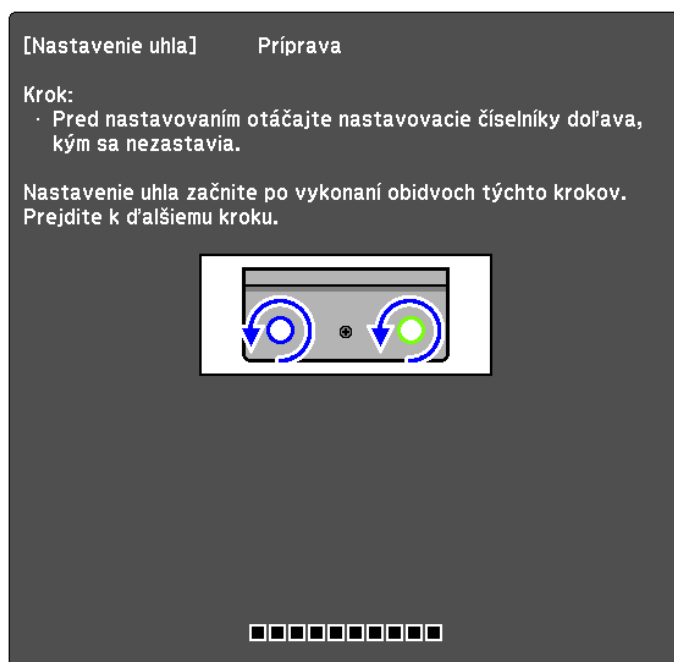 [Nastavenie uhla] Príprava
Krok:
· Pred nastavovaním otáčajte nastavovacie číselníky doľava,
kým sa nezastavia.
Nastavenie uhla začnite po vykonaní obidvoch týchto krokov.
Prejdite k ďalšiemu kroku.